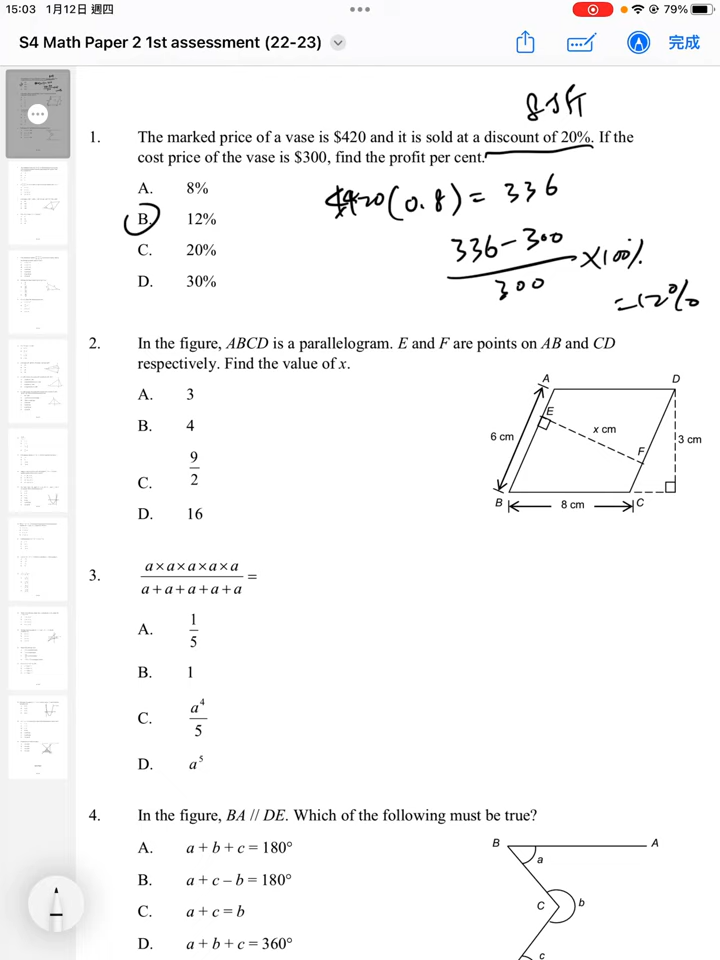 15:03 1月12日 週四
79%
S4 Math Paper 2 1st assessment (22-23)
完成
8折
1. The marked price of a vase is $420 and it is sold at a discount of 20%. If the
cost price of the vase is $300, find the profit per cent.
A. 8%
$420(0.8) = 336
B. 12%
336-300
C. 20%
×100%
300
D. 30%
=12%
2. In the figure, ABCD is a parallelogram. E and F are points on AB and CD
respectively. Find the value of x.
A. 3
B. 4
C. 9/2
D. 16
A
D
E
x cm
6 cm
F
3 cm
B
8 cm
C
3. a×a×a×a×a
a+a+a+a+a
=
A. 1/5
B. 1
C. a⁴/5
D. a⁵
4. In the figure, BA // DE. Which of the following must be true?
A. a + b + c = 180°
B. a + c – b = 180°
C. a + c = b
D. a + b + c = 360°
B
A
a
C
b
c